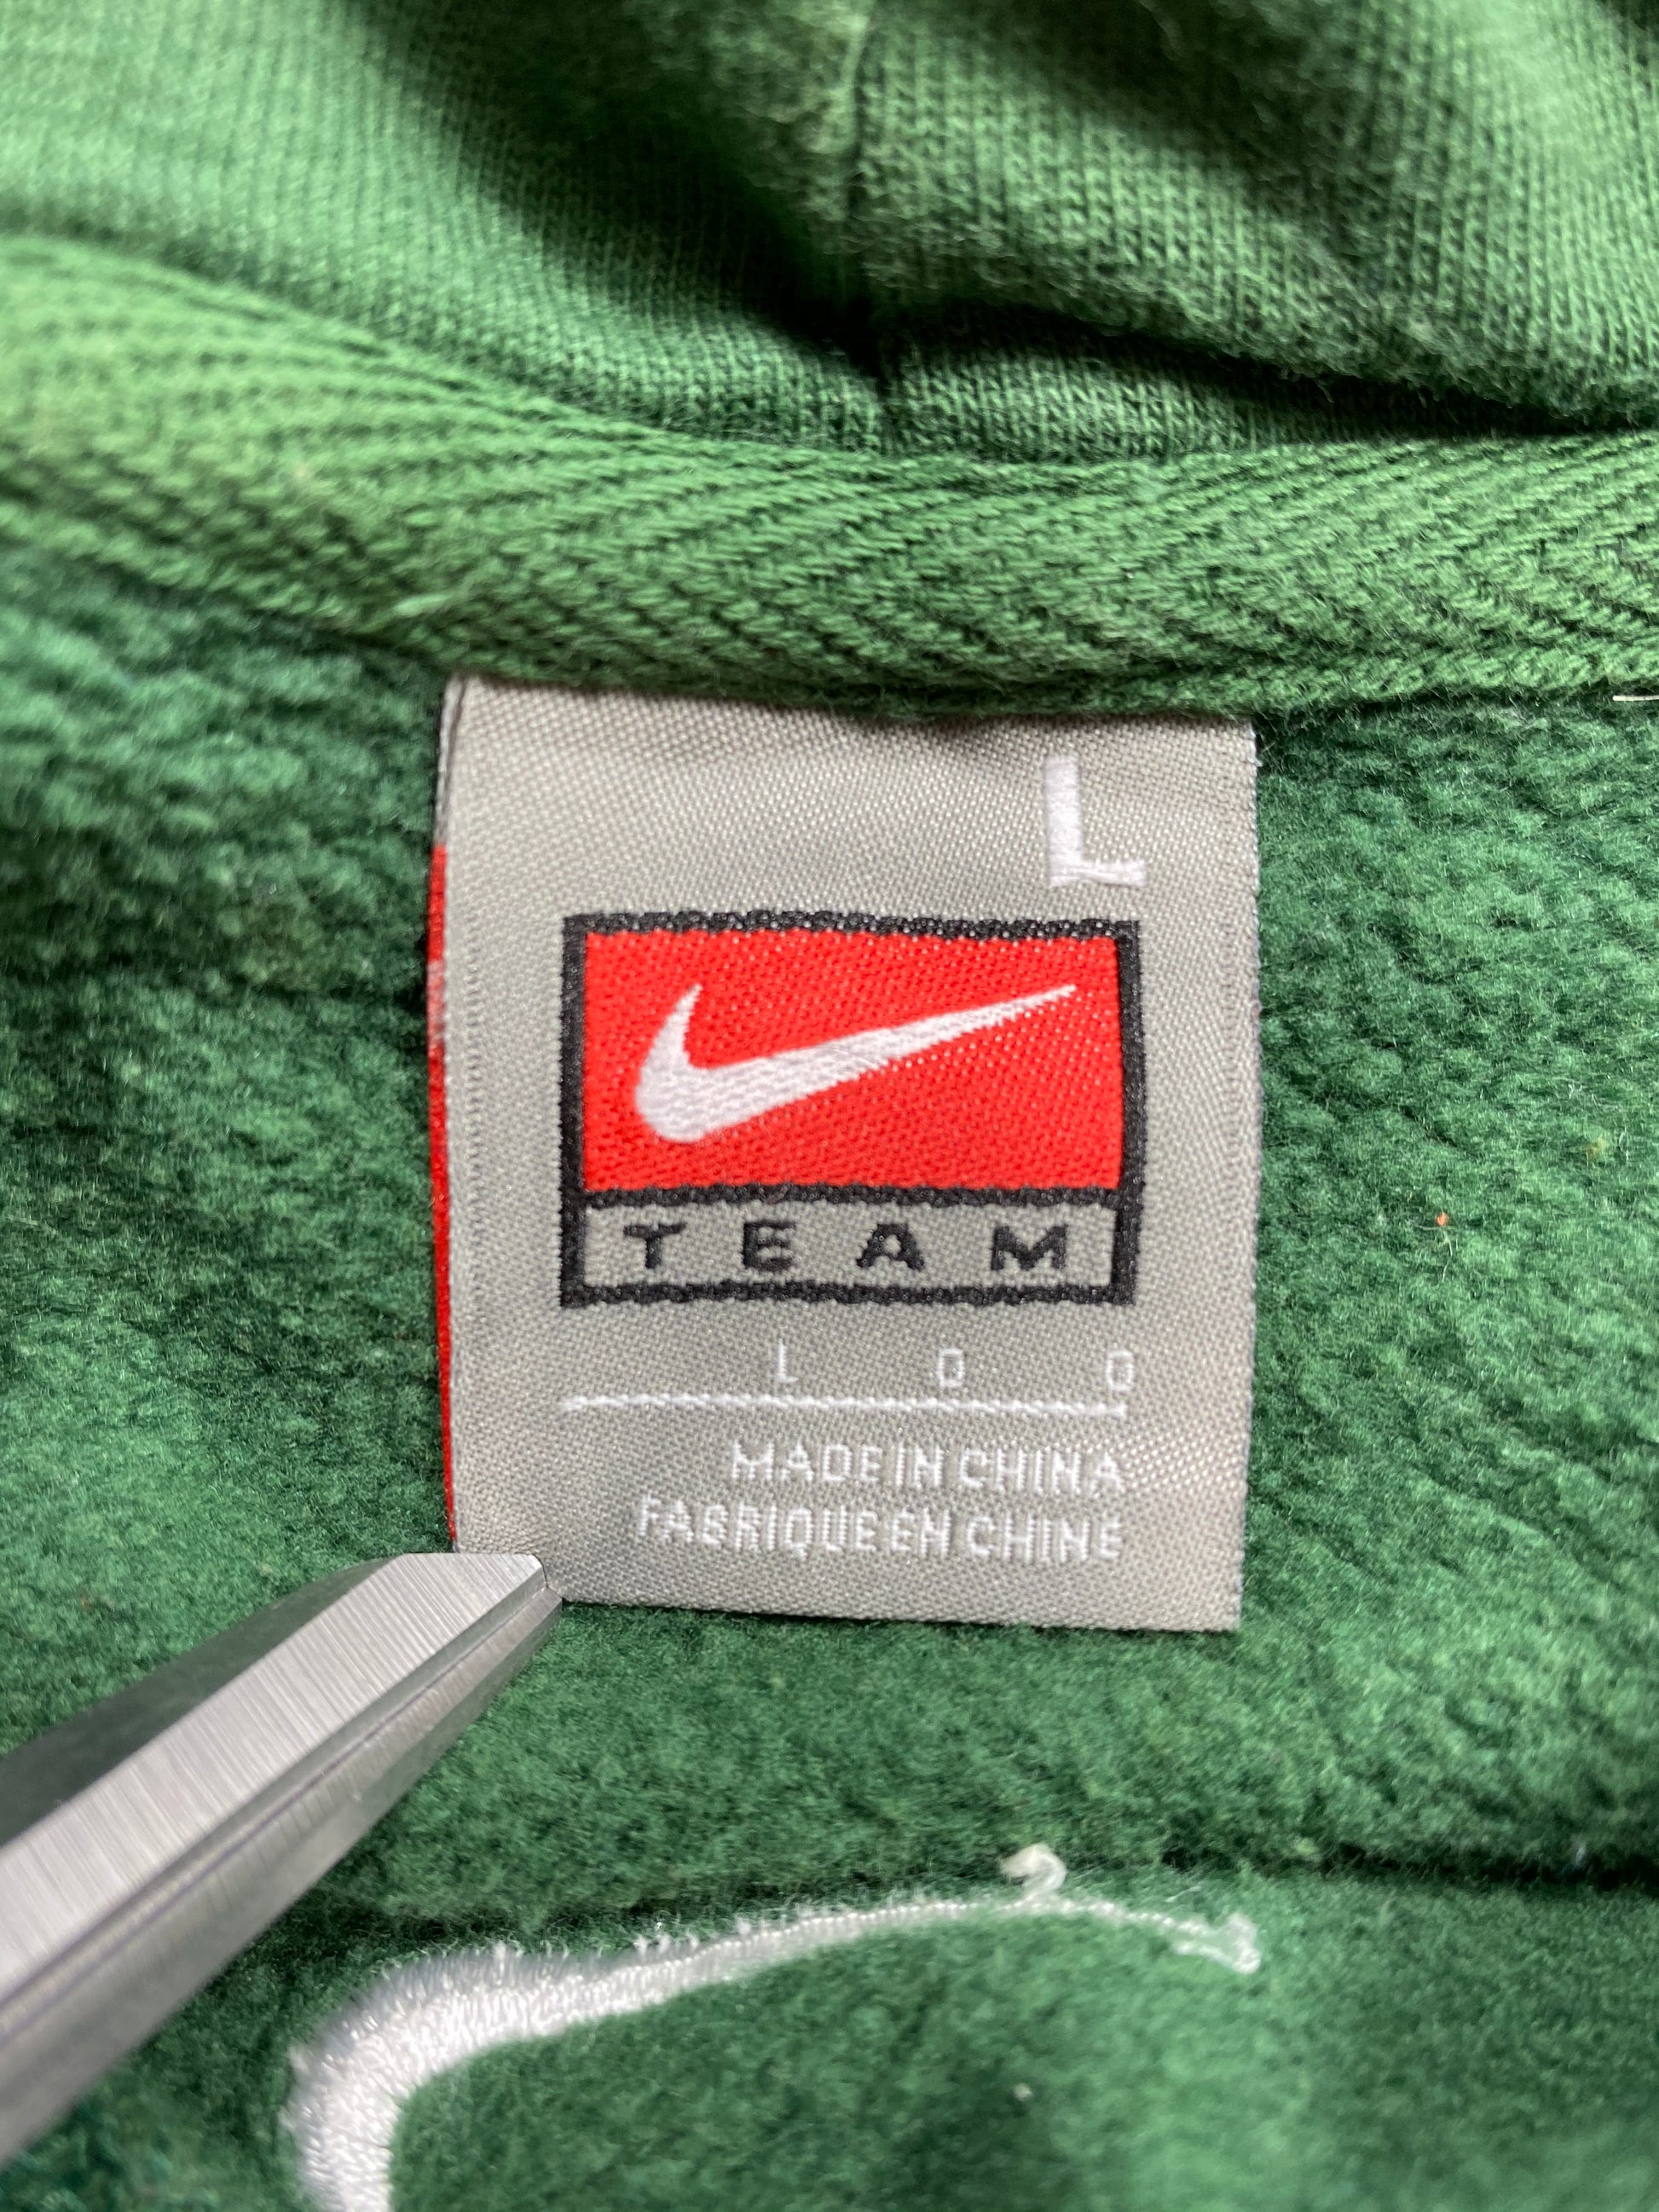 L
TEAM
L G G
MADE IN CHINA
FABRIQUE EN CHINE